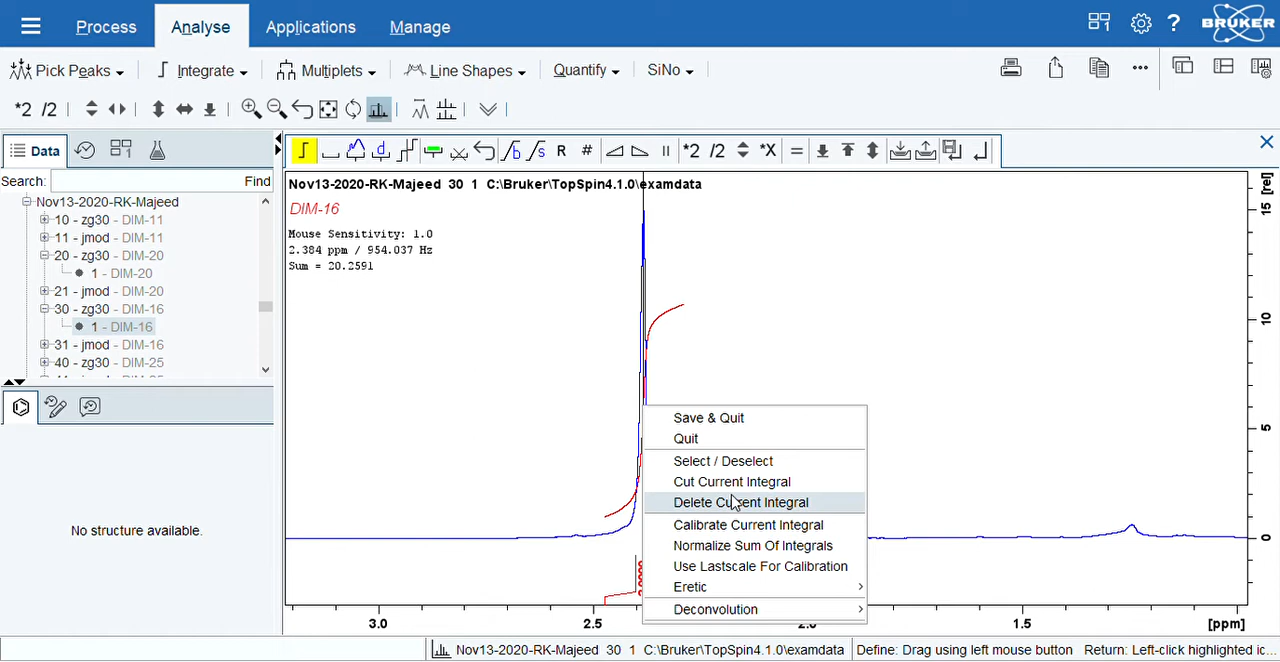 Process Analyse Applications Manage
? BRUKER
Pick Peaks Integrate Multiplets Line Shapes Quantify SiNo
*2 /2
Data
R # *2 /2 *X =
Search: Find
Nov13-2020-RK-Majeed
10 - zg30 - DIM-11
11 - jmod - DIM-11
20 - zg30 - DIM-20
1 - DIM-20
21 - jmod - DIM-20
30 - zg30 - DIM-16
1 - DIM-16
31 - jmod - DIM-16
40 - zg30 - DIM-25
No structure available.
Nov13-2020-RK-Majeed 30 1 C:\Bruker\TopSpin4.1.0\examdata
DIM-16
Mouse Sensitivity: 1.0
2.384 ppm / 954.037 Hz
Sum = 20.2591
Save & Quit
Quit
Select / Deselect
Cut Current Integral
Delete Current Integral
Calibrate Current Integral
Normalize Sum Of Integrals
Use Lastscale For Calibration
Eretic
Deconvolution
[rel]
15
10
5
0
3.0 2.5 2.0 1.5 [ppm]
Nov13-2020-RK-Majeed 30 1 C:\Bruker\TopSpin4.1.0\examdata Define: Drag using left mouse button Return: Left-click highlighted ic...